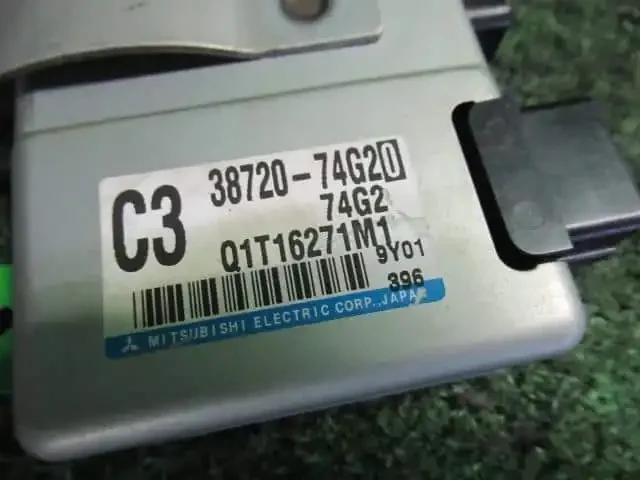 C3
38720-74G20
74G2
Q1T16271M1
9Y01
396
MITSUBISHI ELECTRIC CORP., JAPAN